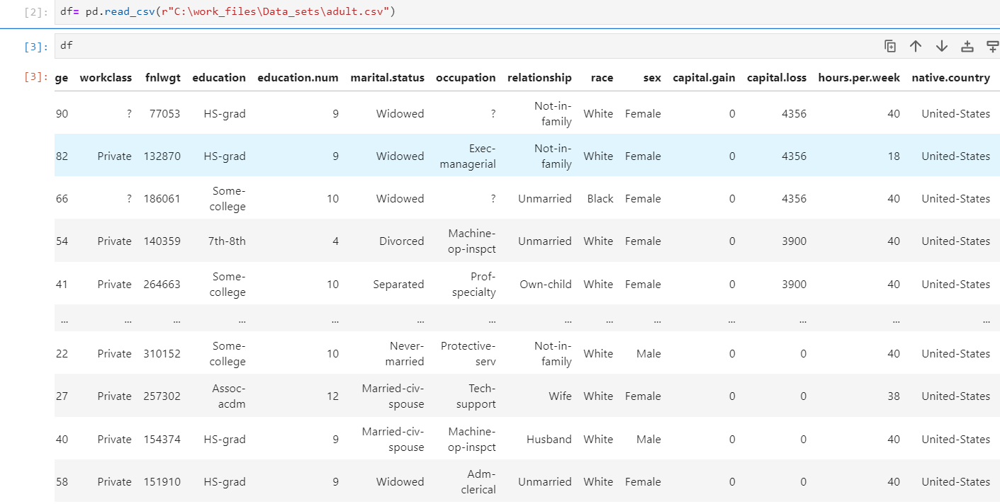 [2]: df= pd.read_csv(r"C:\work_files\Data_sets\adult.csv")
[3]: df
[3]: ge workclass fnlwgt education education.num marital.status occupation relationship race sex capital.gain capital.loss hours.per.week native.country
90 ? 77053 HS-grad 9 Widowed ? Not-in-family White Female 0 4356 40 United-States
82 Private 132870 HS-grad 9 Widowed Exec-managerial Not-in-family White Female 0 4356 18 United-States
66 ? 186061 Some-college 10 Widowed ? Unmarried Black Female 0 4356 40 United-States
54 Private 140359 7th-8th 4 Divorced Machine-op-inspct Unmarried White Female 0 3900 40 United-States
41 Private 264663 Some-college 10 Separated Prof-specialty Own-child White Female 0 3900 40 United-States
... ... ... ... ... ... ... ... ... ... ... ... ... ...
22 Private 310152 Some-college 10 Never-married Protective-serv Not-in-family White Male 0 0 40 United-States
27 Private 257302 Assoc-acdm 12 Married-civ-spouse Tech-support Wife White Female 0 0 38 United-States
40 Private 154374 HS-grad 9 Married-civ-spouse Machine-op-inspct Husband White Male 0 0 40 United-States
58 Private 151910 HS-grad 9 Widowed Adm-clerical Unmarried White Female 0 0 40 United-States